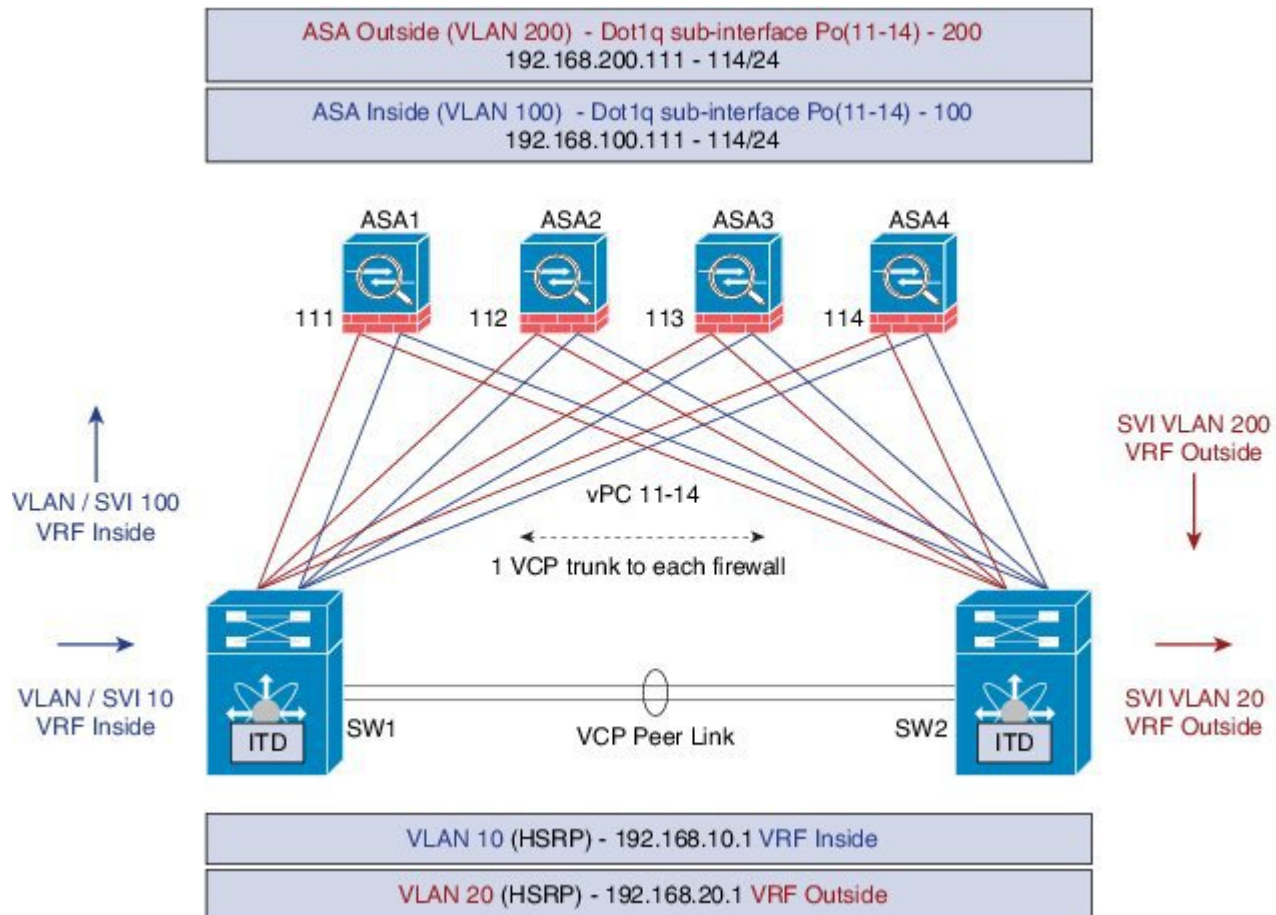 ASA Outside (VLAN 200) - Dot1q sub-interface Po(11-14) - 200
192.168.200.111 - 114/24
ASA Inside (VLAN 100) - Dot1q sub-interface Po(11-14) - 100
192.168.100.111 - 114/24
ASA1
ASA2
ASA3
ASA4
111
112
113
114
VLAN / SVI 100
VRF Inside
SVI VLAN 200
VRF Outside
vPC 11-14
1 VCP trunk to each firewall
VLAN / SVI 10
VRF Inside
ITD
SW1
VCP Peer Link
SW2
ITD
SVI VLAN 20
VRF Outside
VLAN 10 (HSRP) - 192.168.10.1 VRF Inside
VLAN 20 (HSRP) - 192.168.20.1 VRF Outside